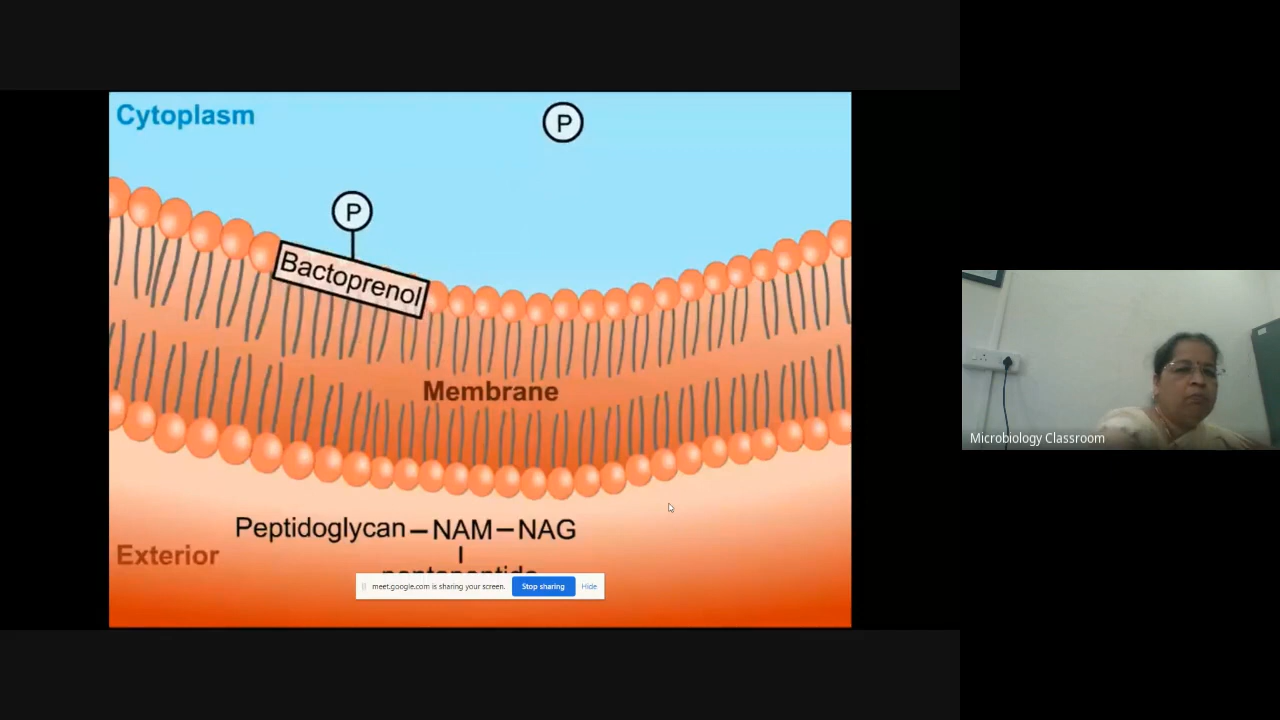 Cytoplasm
P
P
Bactoprenol
Membrane
Peptidoglycan – NAM – NAG
Exterior
pentapeptide
meet.google.com is sharing your screen.
Stop sharing
Hide
Microbiology Classroom